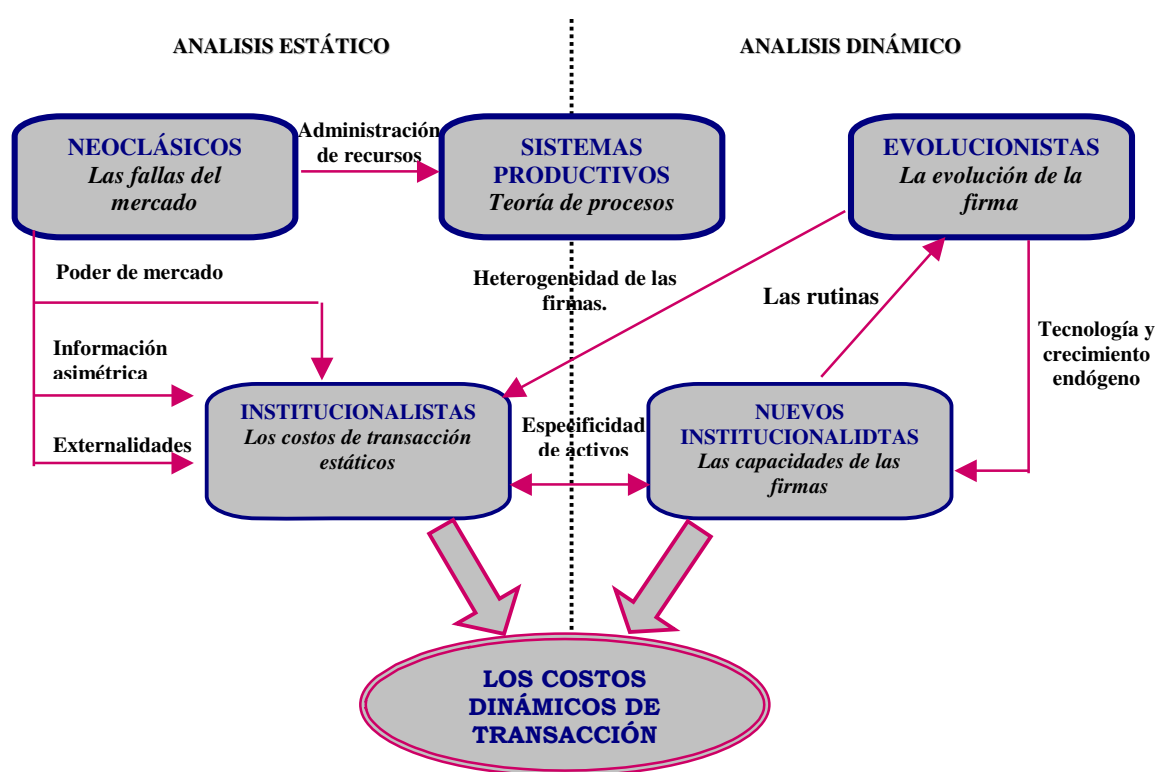 ANALISIS ESTÁTICO
ANALISIS DINÁMICO
NEOCLÁSICOS
Las fallas del
mercado
Administración
de recursos
SISTEMAS
PRODUCTIVOS
Teoría de procesos
EVOLUCIONISTAS
La evolución de la
firma
Poder de mercado
Heterogeneidad de las
firmas.
Las rutinas
Tecnología y
crecimiento
endógeno
Información
asimétrica
Externalidades
INSTITUCIONALISTAS
Los costos de transacción
estáticos
Especificidad
de activos
NUEVOS
INSTITUCIONALIDTAS
Las capacidades de las
firmas
LOS COSTOS
DINÁMICOS DE
TRANSACCIÓN